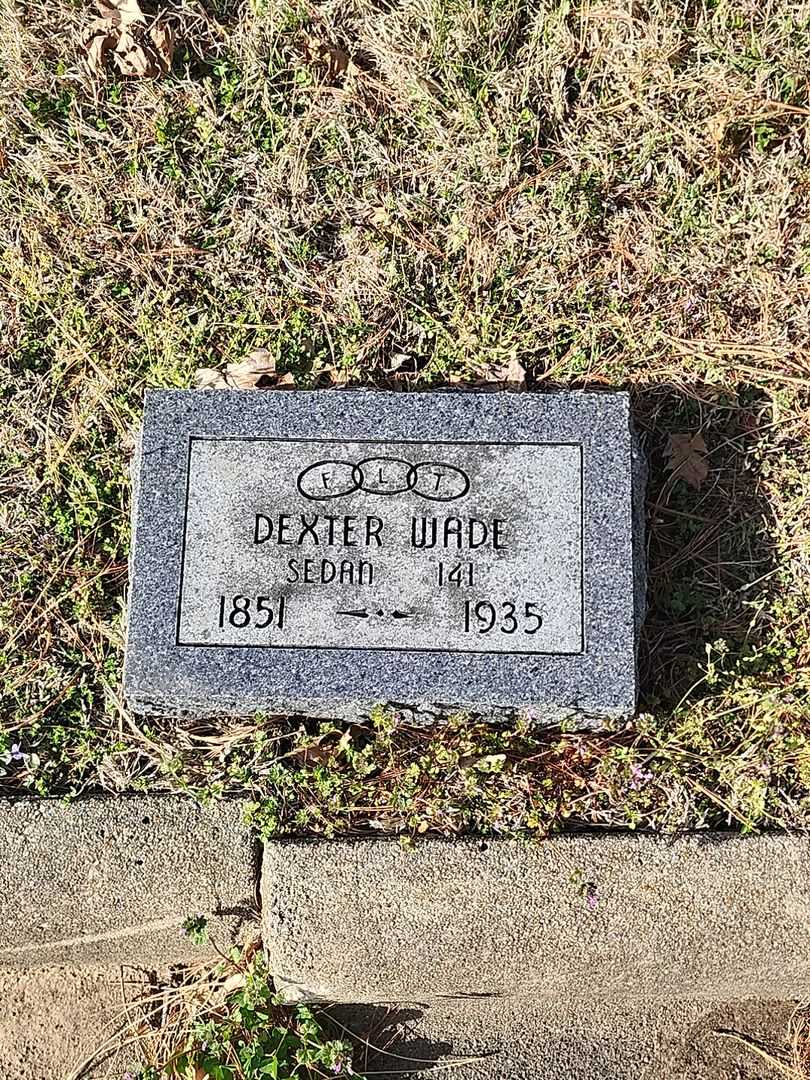 F L T
DEXTER WADE
SEDAN 141
1851 1935